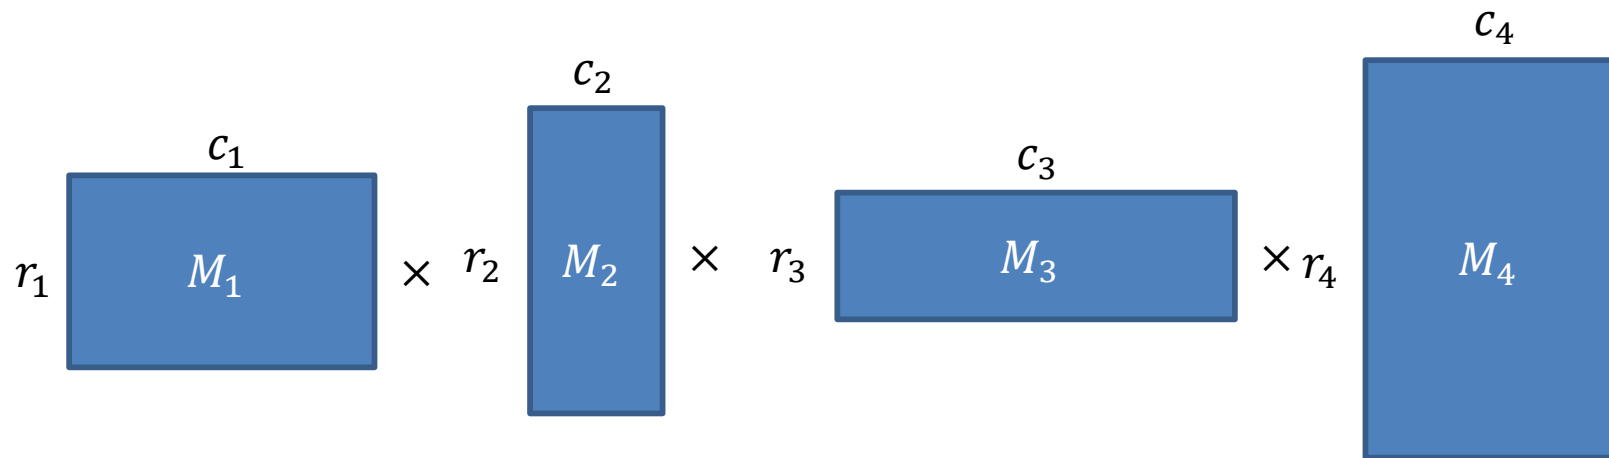 c₁ c₂ c₃ c₄
r₁ M₁ × r₂ M₂ × r₃ M₃ × r₄ M₄